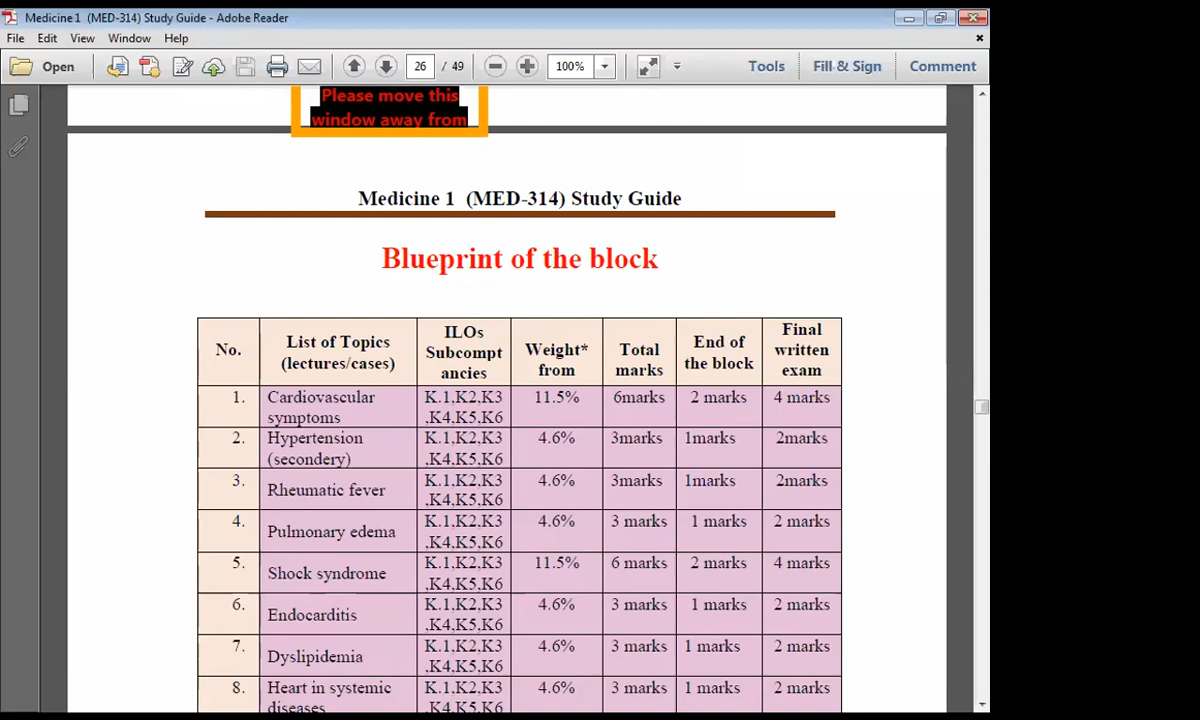 Medicine 1 (MED-314) Study Guide - Adobe Reader
File Edit View Window Help
Open 26 / 49 100% Tools Fill & Sign Comment
Please move this
window away from
Medicine 1 (MED-314) Study Guide
Blueprint of the block
No. List of Topics (lectures/cases) ILOs Subcompt ancies Weight* from Total marks End of the block Final written exam
1. Cardiovascular symptoms K.1,K2,K3 ,K4,K5,K6 11.5% 6marks 2 marks 4 marks
2. Hypertension (secondery) K.1,K2,K3 ,K4,K5,K6 4.6% 3marks 1marks 2marks
3. Rheumatic fever K.1,K2,K3 ,K4,K5,K6 4.6% 3marks 1marks 2marks
4. Pulmonary edema K.1,K2,K3 ,K4,K5,K6 4.6% 3 marks 1 marks 2 marks
5. Shock syndrome K.1,K2,K3 ,K4,K5,K6 11.5% 6 marks 2 marks 4 marks
6. Endocarditis K.1,K2,K3 ,K4,K5,K6 4.6% 3 marks 1 marks 2 marks
7. Dyslipidemia K.1,K2,K3 ,K4,K5,K6 4.6% 3 marks 1 marks 2 marks
8. Heart in systemic diseases K.1,K2,K3 ,K4,K5,K6 4.6% 3 marks 1 marks 2 marks